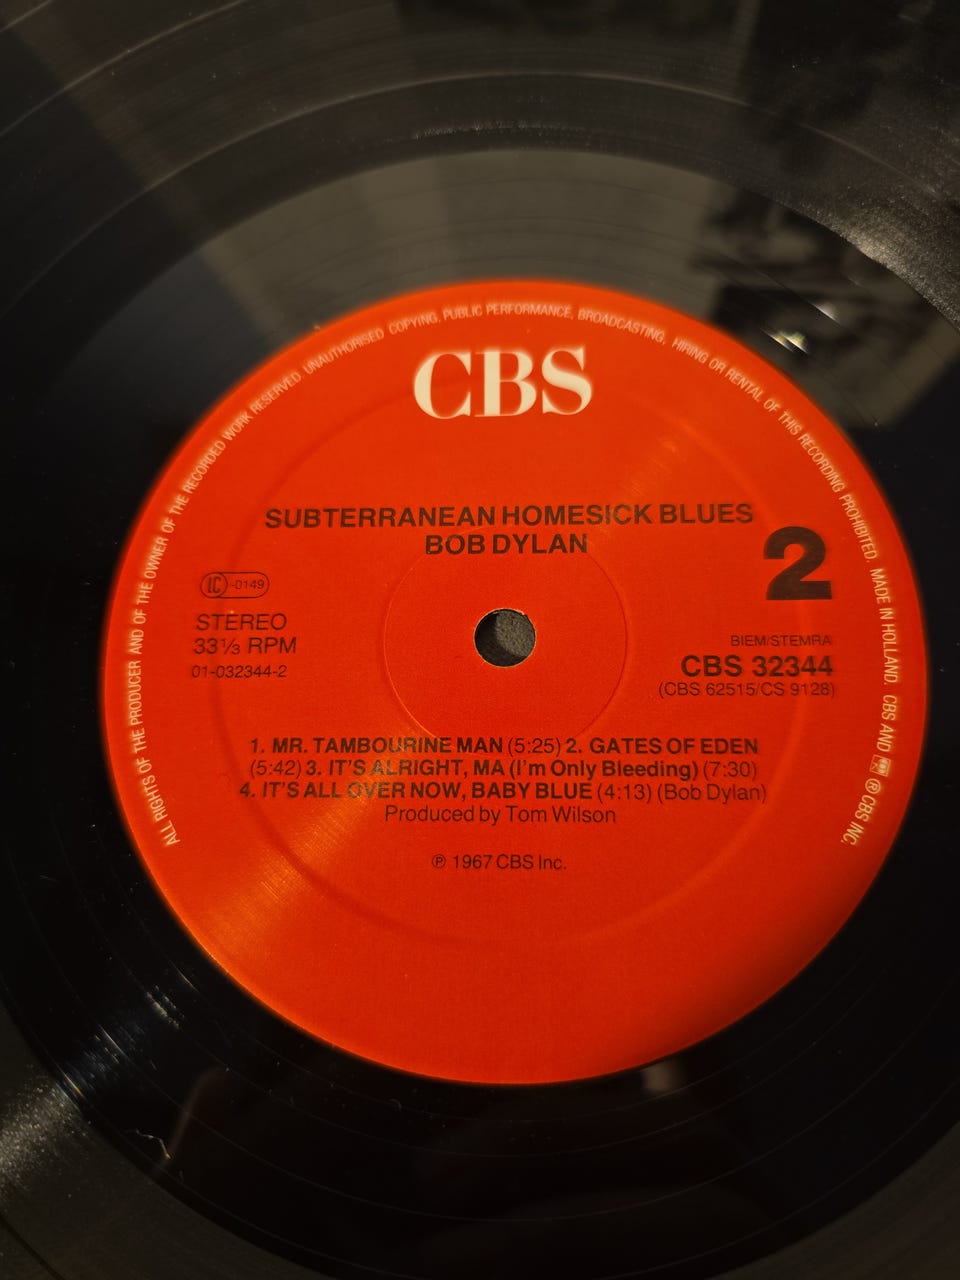 ALL RIGHTS OF THE PRODUCER AND OF THE OWNER OF THE RECORDED WORK RESERVED. UNAUTHORISED COPYING, PUBLIC PERFORMANCE, BROADCASTING, HIRING OR RENTAL OF THIS RECORDING PROHIBITED. MADE IN HOLLAND. CBS AND ℗ CBS INC.
CBS
SUBTERRANEAN HOMESICK BLUES
BOB DYLAN
2
LC -0149
STEREO
33⅓ RPM
01-032344-2
BIEM/STEMRA
CBS 32344
(CBS 62515/CS 9128)
1. MR. TAMBOURINE MAN (5:25) 2. GATES OF EDEN
(5:42) 3. IT'S ALRIGHT, MA (I'm Only Bleeding) (7:30)
4. IT'S ALL OVER NOW, BABY BLUE (4:13) (Bob Dylan)
Produced by Tom Wilson
℗ 1967 CBS Inc.